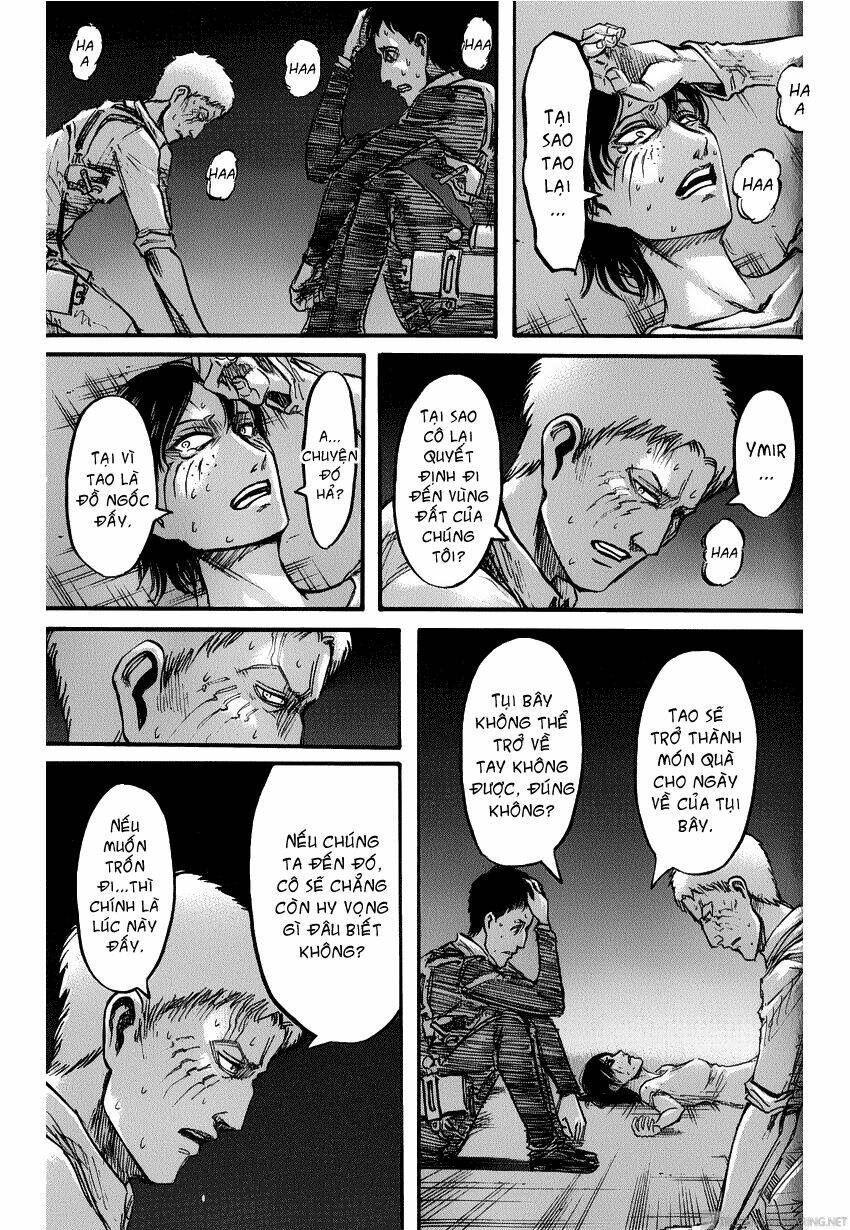 HA
A
TẠI
SAO
TAO
LẠI
...
HAA
HAA
HAA
HA
A
HAA
YMIR
...
TẠI SAO
CÔ LẠI
QUYẾT
ĐỊNH ĐI
ĐẾN VÙNG
ĐẤT CỦA
CHÚNG
TÔI?
HAA
A...
CHUYỆN
ĐÓ
HẢ?
TẠI VÌ
TAO LÀ
ĐỒ NGỐC
ĐẤY.
TAO SẼ
TRỞ THÀNH
MÓN QUÀ
CHO NGÀY
VỀ CỦA TỤI
BÂY.
TỤI BÂY
KHÔNG THỂ
TRỞ VỀ
TAY KHÔNG
ĐƯỢC, ĐÚNG
KHÔNG?
NẾU CHÚNG
TA ĐẾN ĐÓ,
CÔ SẼ CHẲNG
CÒN HY VỌNG
GÌ ĐÂU BIẾT
KHÔNG?
NẾU
MUỐN
TRỐN
ĐI...THÌ
CHÍNH LÀ
LÚC NÀY
ĐẤY.